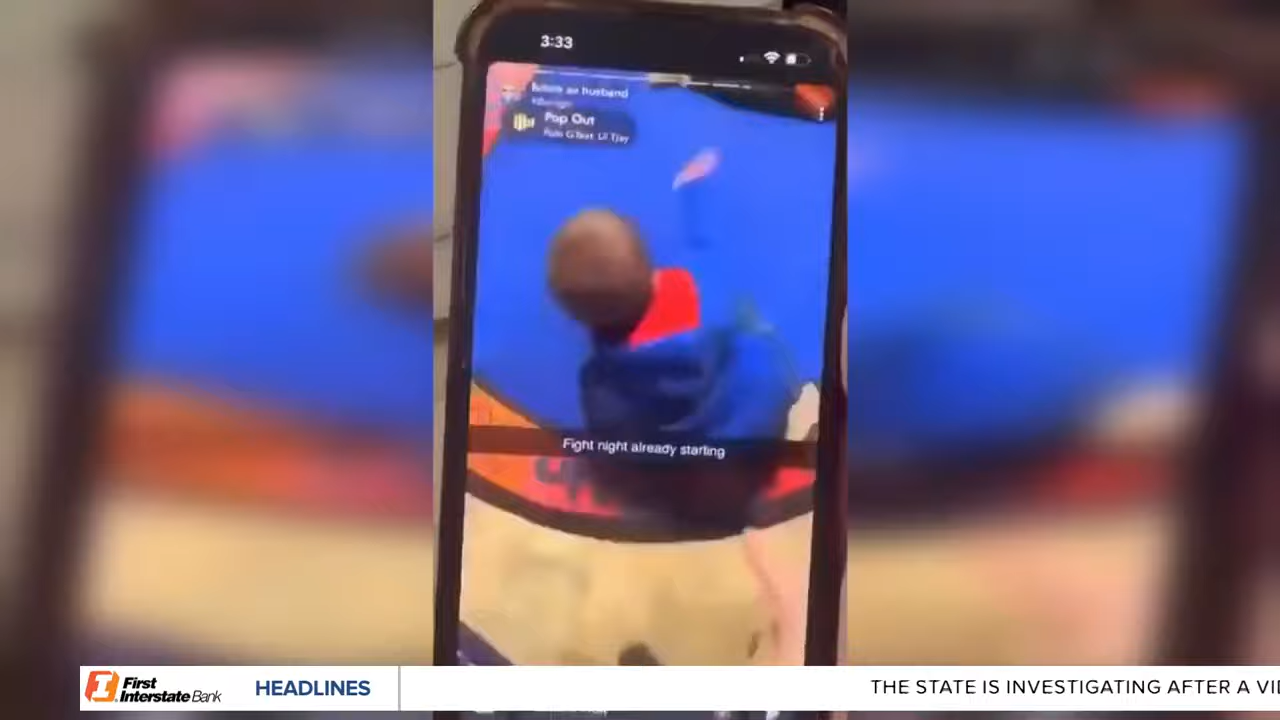 3:33
Pop Out
Fight night already starting
First
Interstate Bank
HEADLINES
THE STATE IS INVESTIGATING AFTER A VI